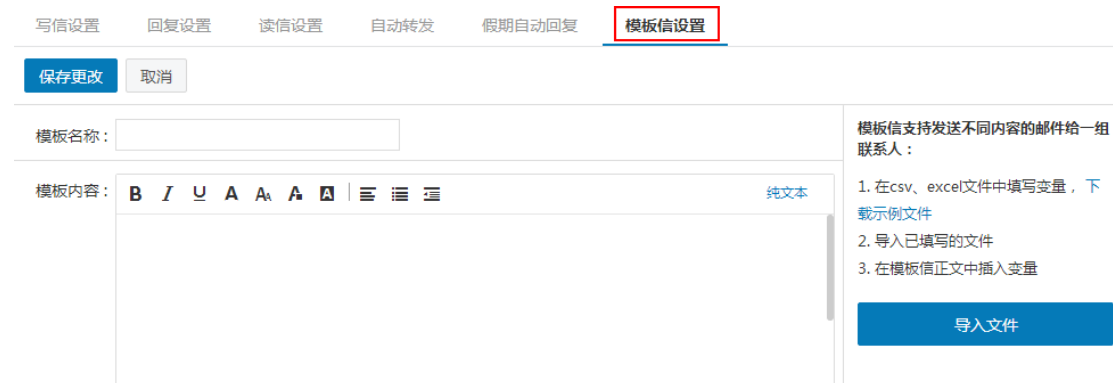 写信设置 回复设置 读信设置 自动转发 假期自动回复 模板信设置
保存更改 取消
模板名称：
模板内容：
B I U A AA A A 纯文本
模板信支持发送不同内容的邮件给一组
联系人：
1. 在csv、excel文件中填写变量，下
载示例文件
2. 导入已填写的文件
3. 在模板信正文中插入变量
导入文件